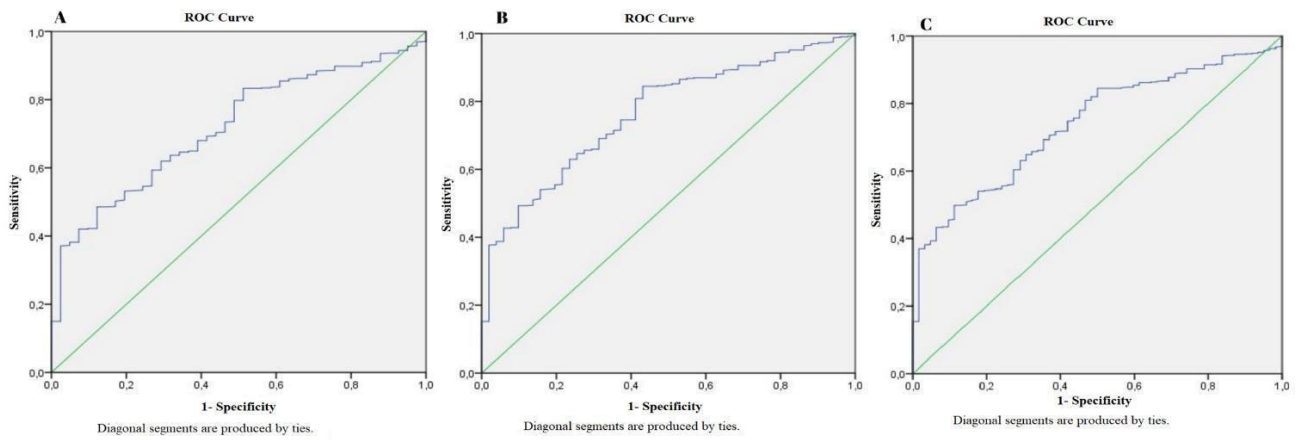 A
ROC Curve
1,0
0,8
0,6
0,4
0,2
0,0
Sensitivity
0,0 0,2 0,4 0,6 0,8 1,0
1- Specificity
Diagonal segments are produced by ties.
B
ROC Curve
1,0
0,8
0,6
0,4
0,2
0,0
Sensitivity
0,0 0,2 0,4 0,6 0,8 1,0
1- Specificity
Diagonal segments are produced by ties.
C
ROC Curve
1,0
0,8
0,6
0,4
0,2
0,0
Sensitivity
0,0 0,2 0,4 0,6 0,8 1,0
1- Specificity
Diagonal segments are produced by ties.